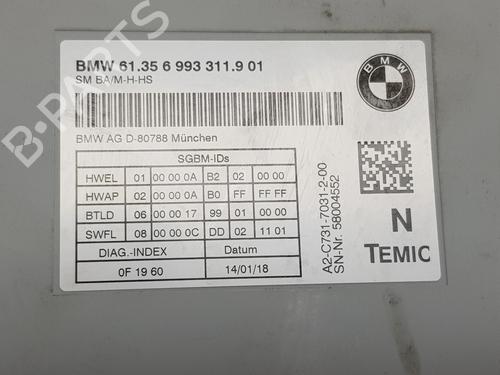 BMW 61.35 6 993 311.9 01
SM BA/M-H-HS
BMW AG D-80788 München
SGBM-IDs
HWEL 01 00 00 0A B2 02 00 00
HWAP 02 00 00 0A B0 FF FF FF
BTLD 06 00 00 17 99 01 00 00
SWFL 08 00 00 0C DD 02 11 01
DIAG.-INDEX Datum
0F 19 60 14/01/18
BMW
A2-C731-7031-2-00
SN-Nr. 58004552
N
TEMIC
B-PARTS